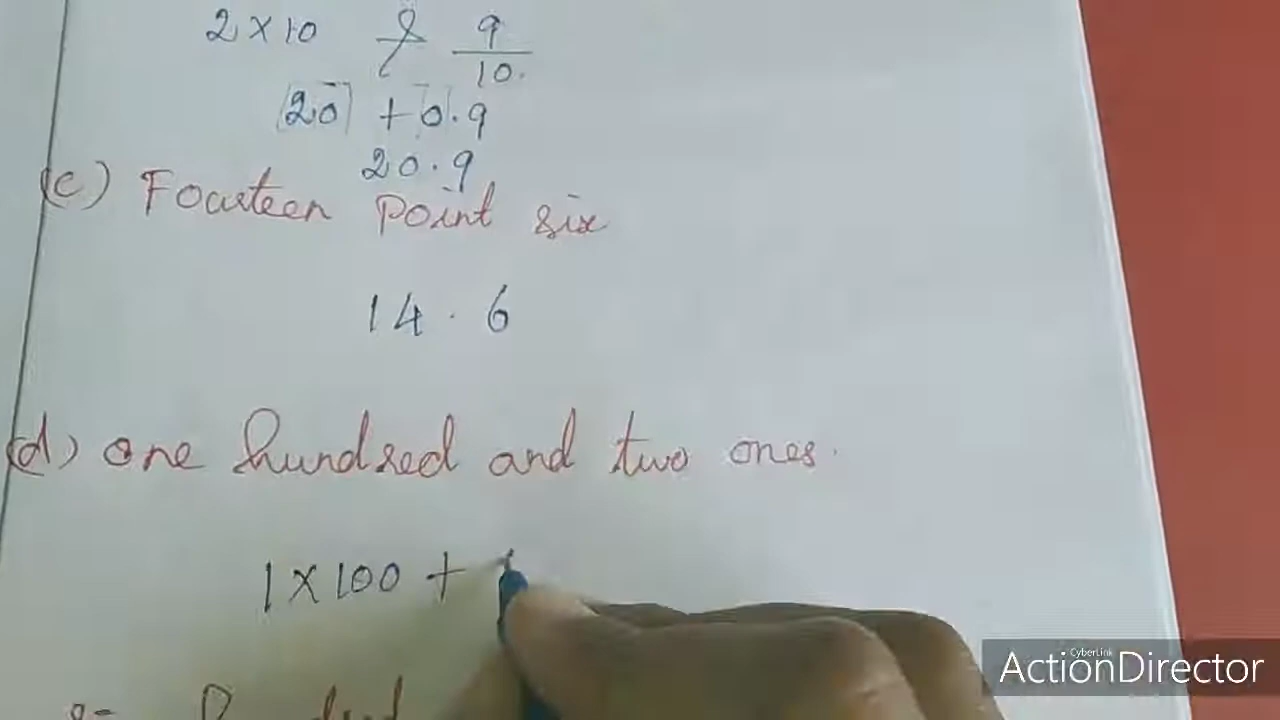 2 × 10 & 9/10.
20 + 0.9
20.9
(c) Fourteen Point six
14.6
(d) one hundred and two ones.
1 × 100 +
CyberLink
ActionDirector